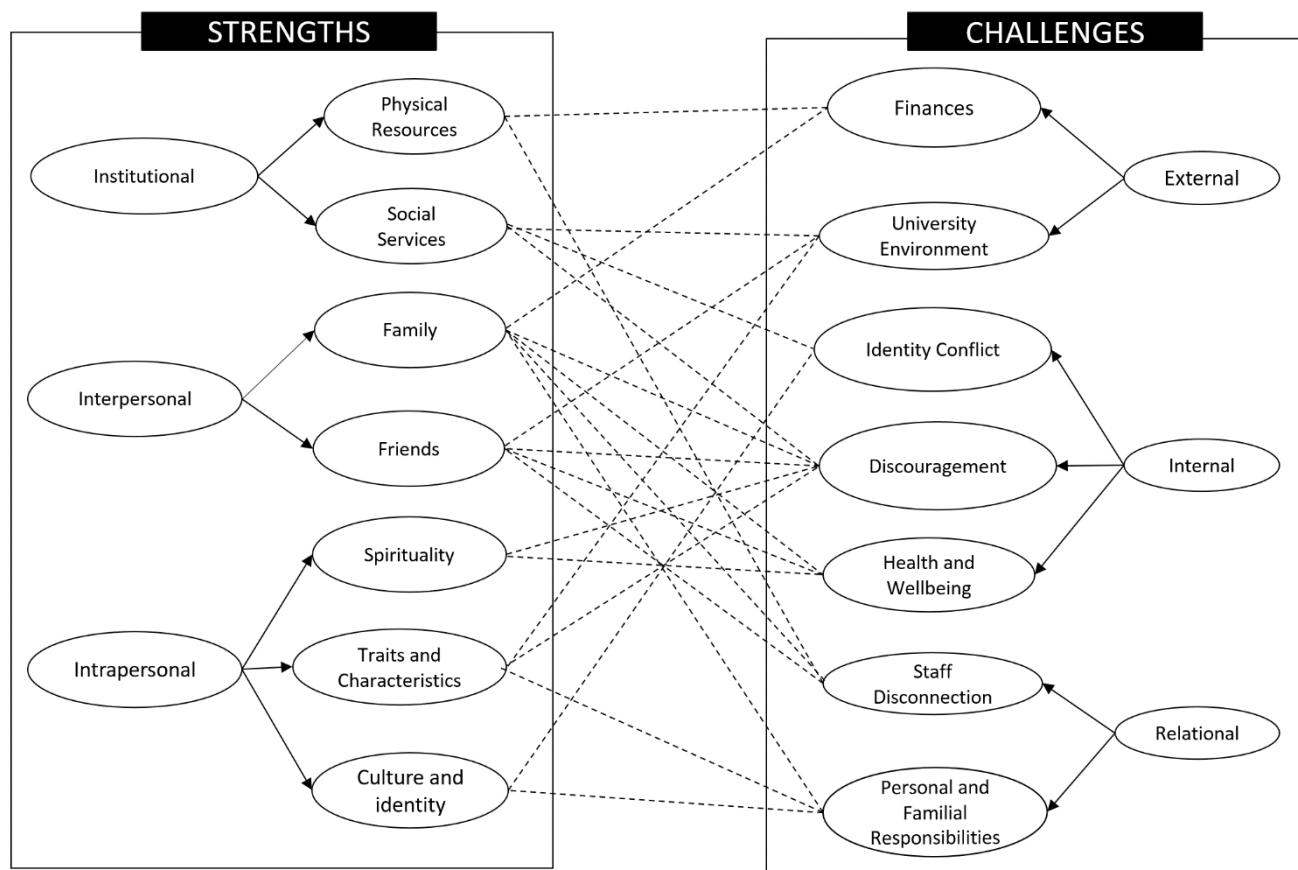 STRENGTHS
Institutional
Physical
Resources
Social
Services
Interpersonal
Family
Friends
Intrapersonal
Spirituality
Traits and
Characteristics
Culture and
identity
CHALLENGES
Finances
External
University
Environment
Identity Conflict
Discouragement
Internal
Health and
Wellbeing
Staff
Disconnection
Relational
Personal and
Familial
Responsibilities